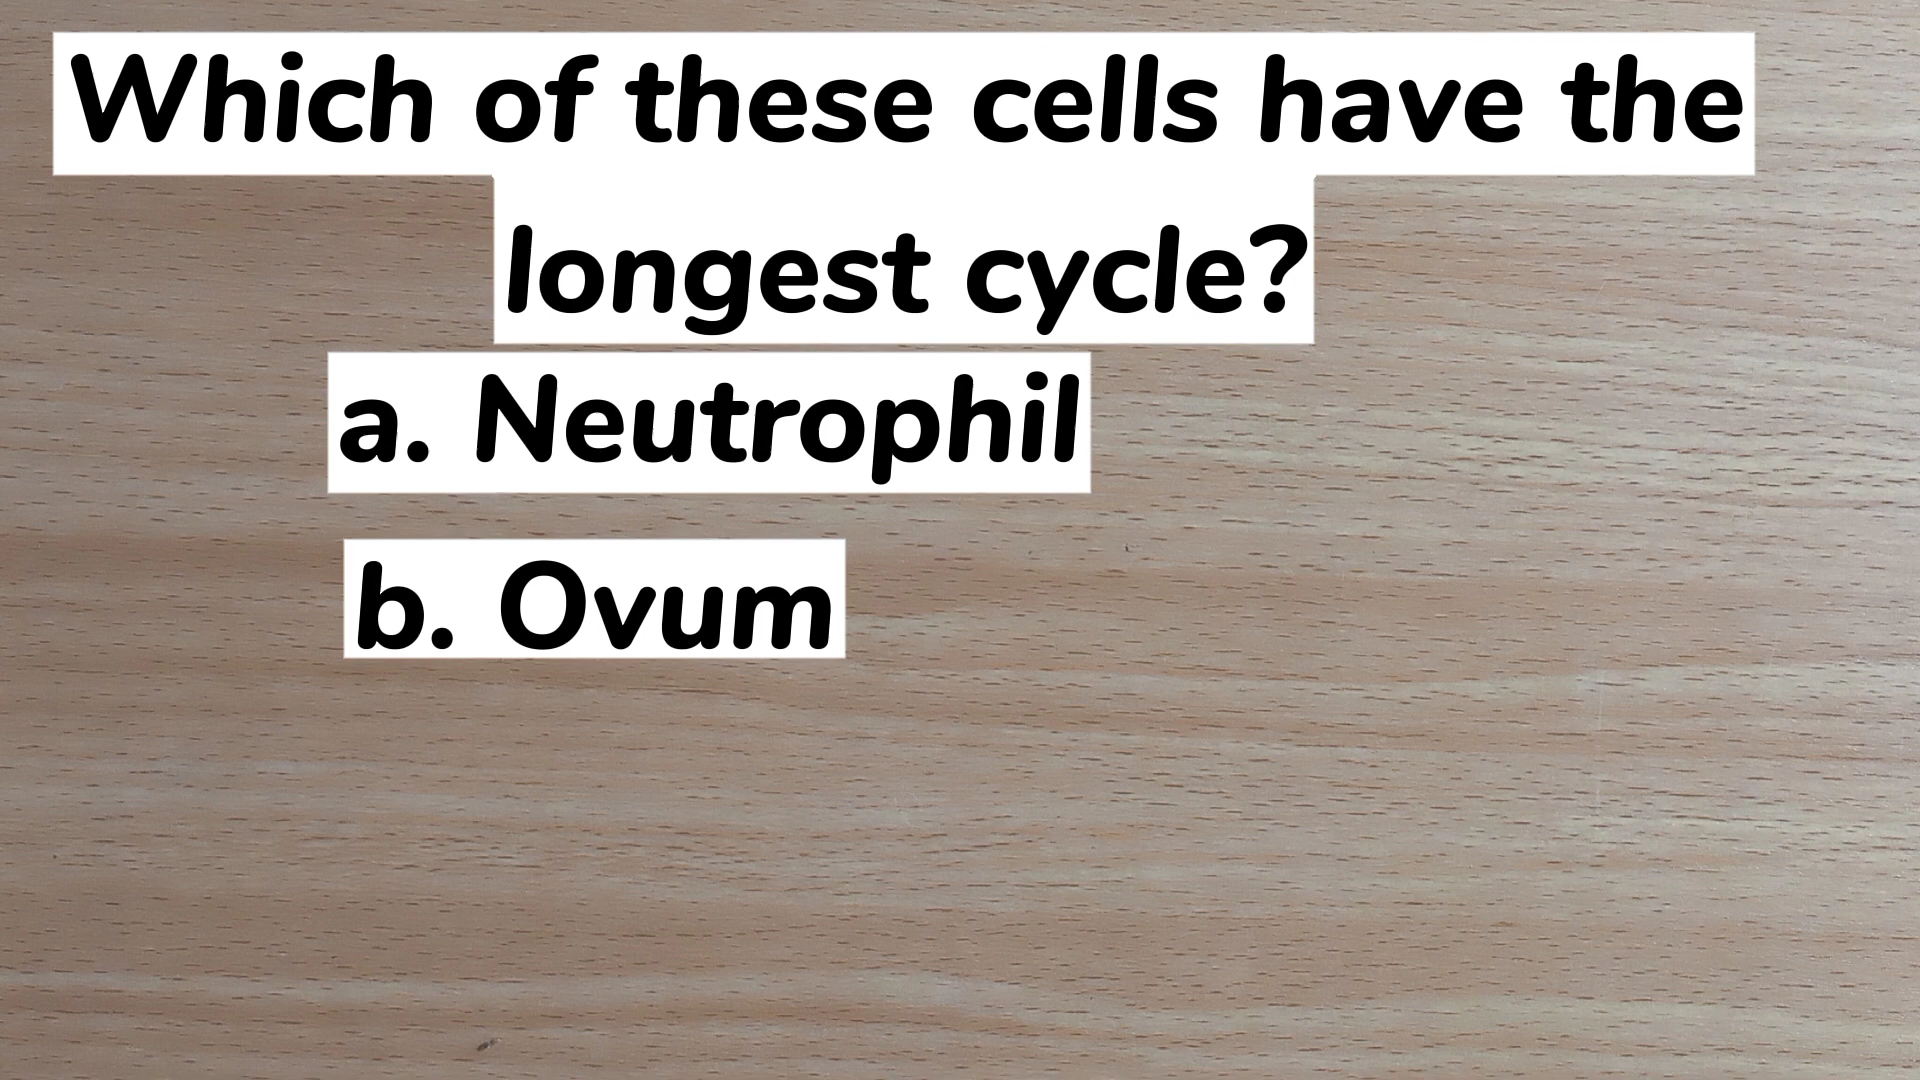 Which of these cells have the
longest cycle?
a. Neutrophil
b. Ovum